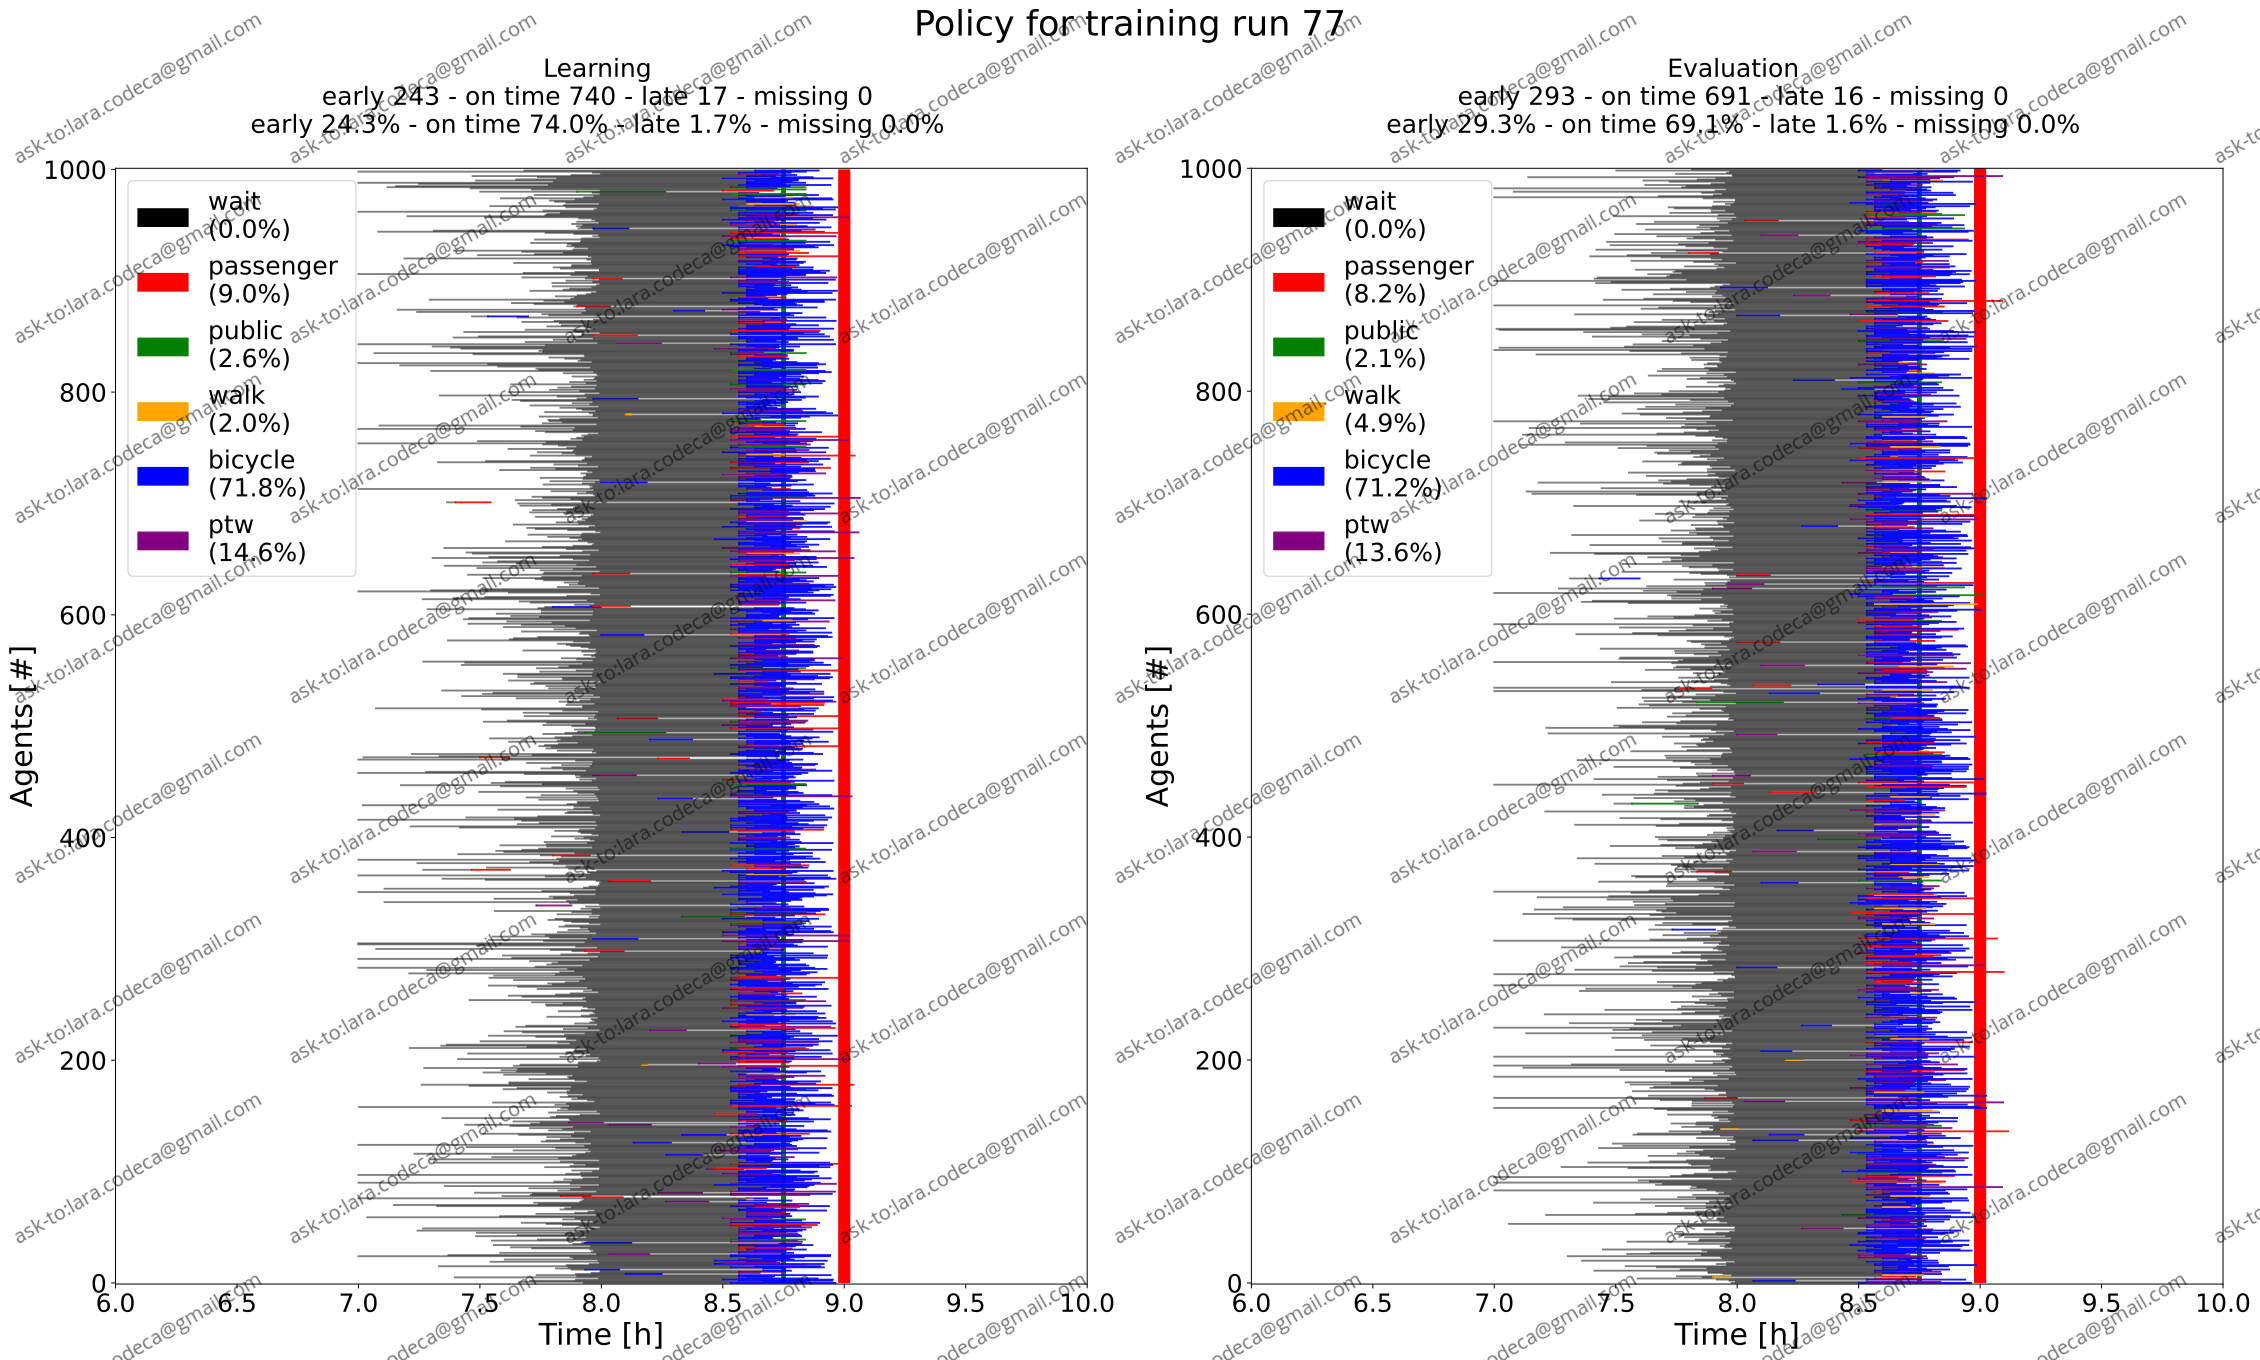 Policy for training run 77
Learning
early 243 - on time 740 - late 17 - missing 0
early 24.3% - on time 74.0% - late 1.7% - missing 0.0%
1000
800
600
400
200
0
Agents [#]
wait
(0.0%)
passenger
(9.0%)
public
(2.6%)
walk
(2.0%)
bicycle
(71.8%)
ptw
(14.6%)
6.0 6.5 7.0 7.5 8.0 8.5 9.0 9.5 10.0
Time [h]
Evaluation
early 293 - on time 691 - late 16 - missing 0
early 29.3% - on time 69.1% - late 1.6% - missing 0.0%
1000
800
600
400
200
0
Agents [#]
wait
(0.0%)
passenger
(8.2%)
public
(2.1%)
walk
(4.9%)
bicycle
(71.2%)
ptw
(13.6%)
6.0 6.5 7.0 7.5 8.0 8.5 9.0 9.5 10.0
Time [h]
ask-to:lara.codeca@gmail.com